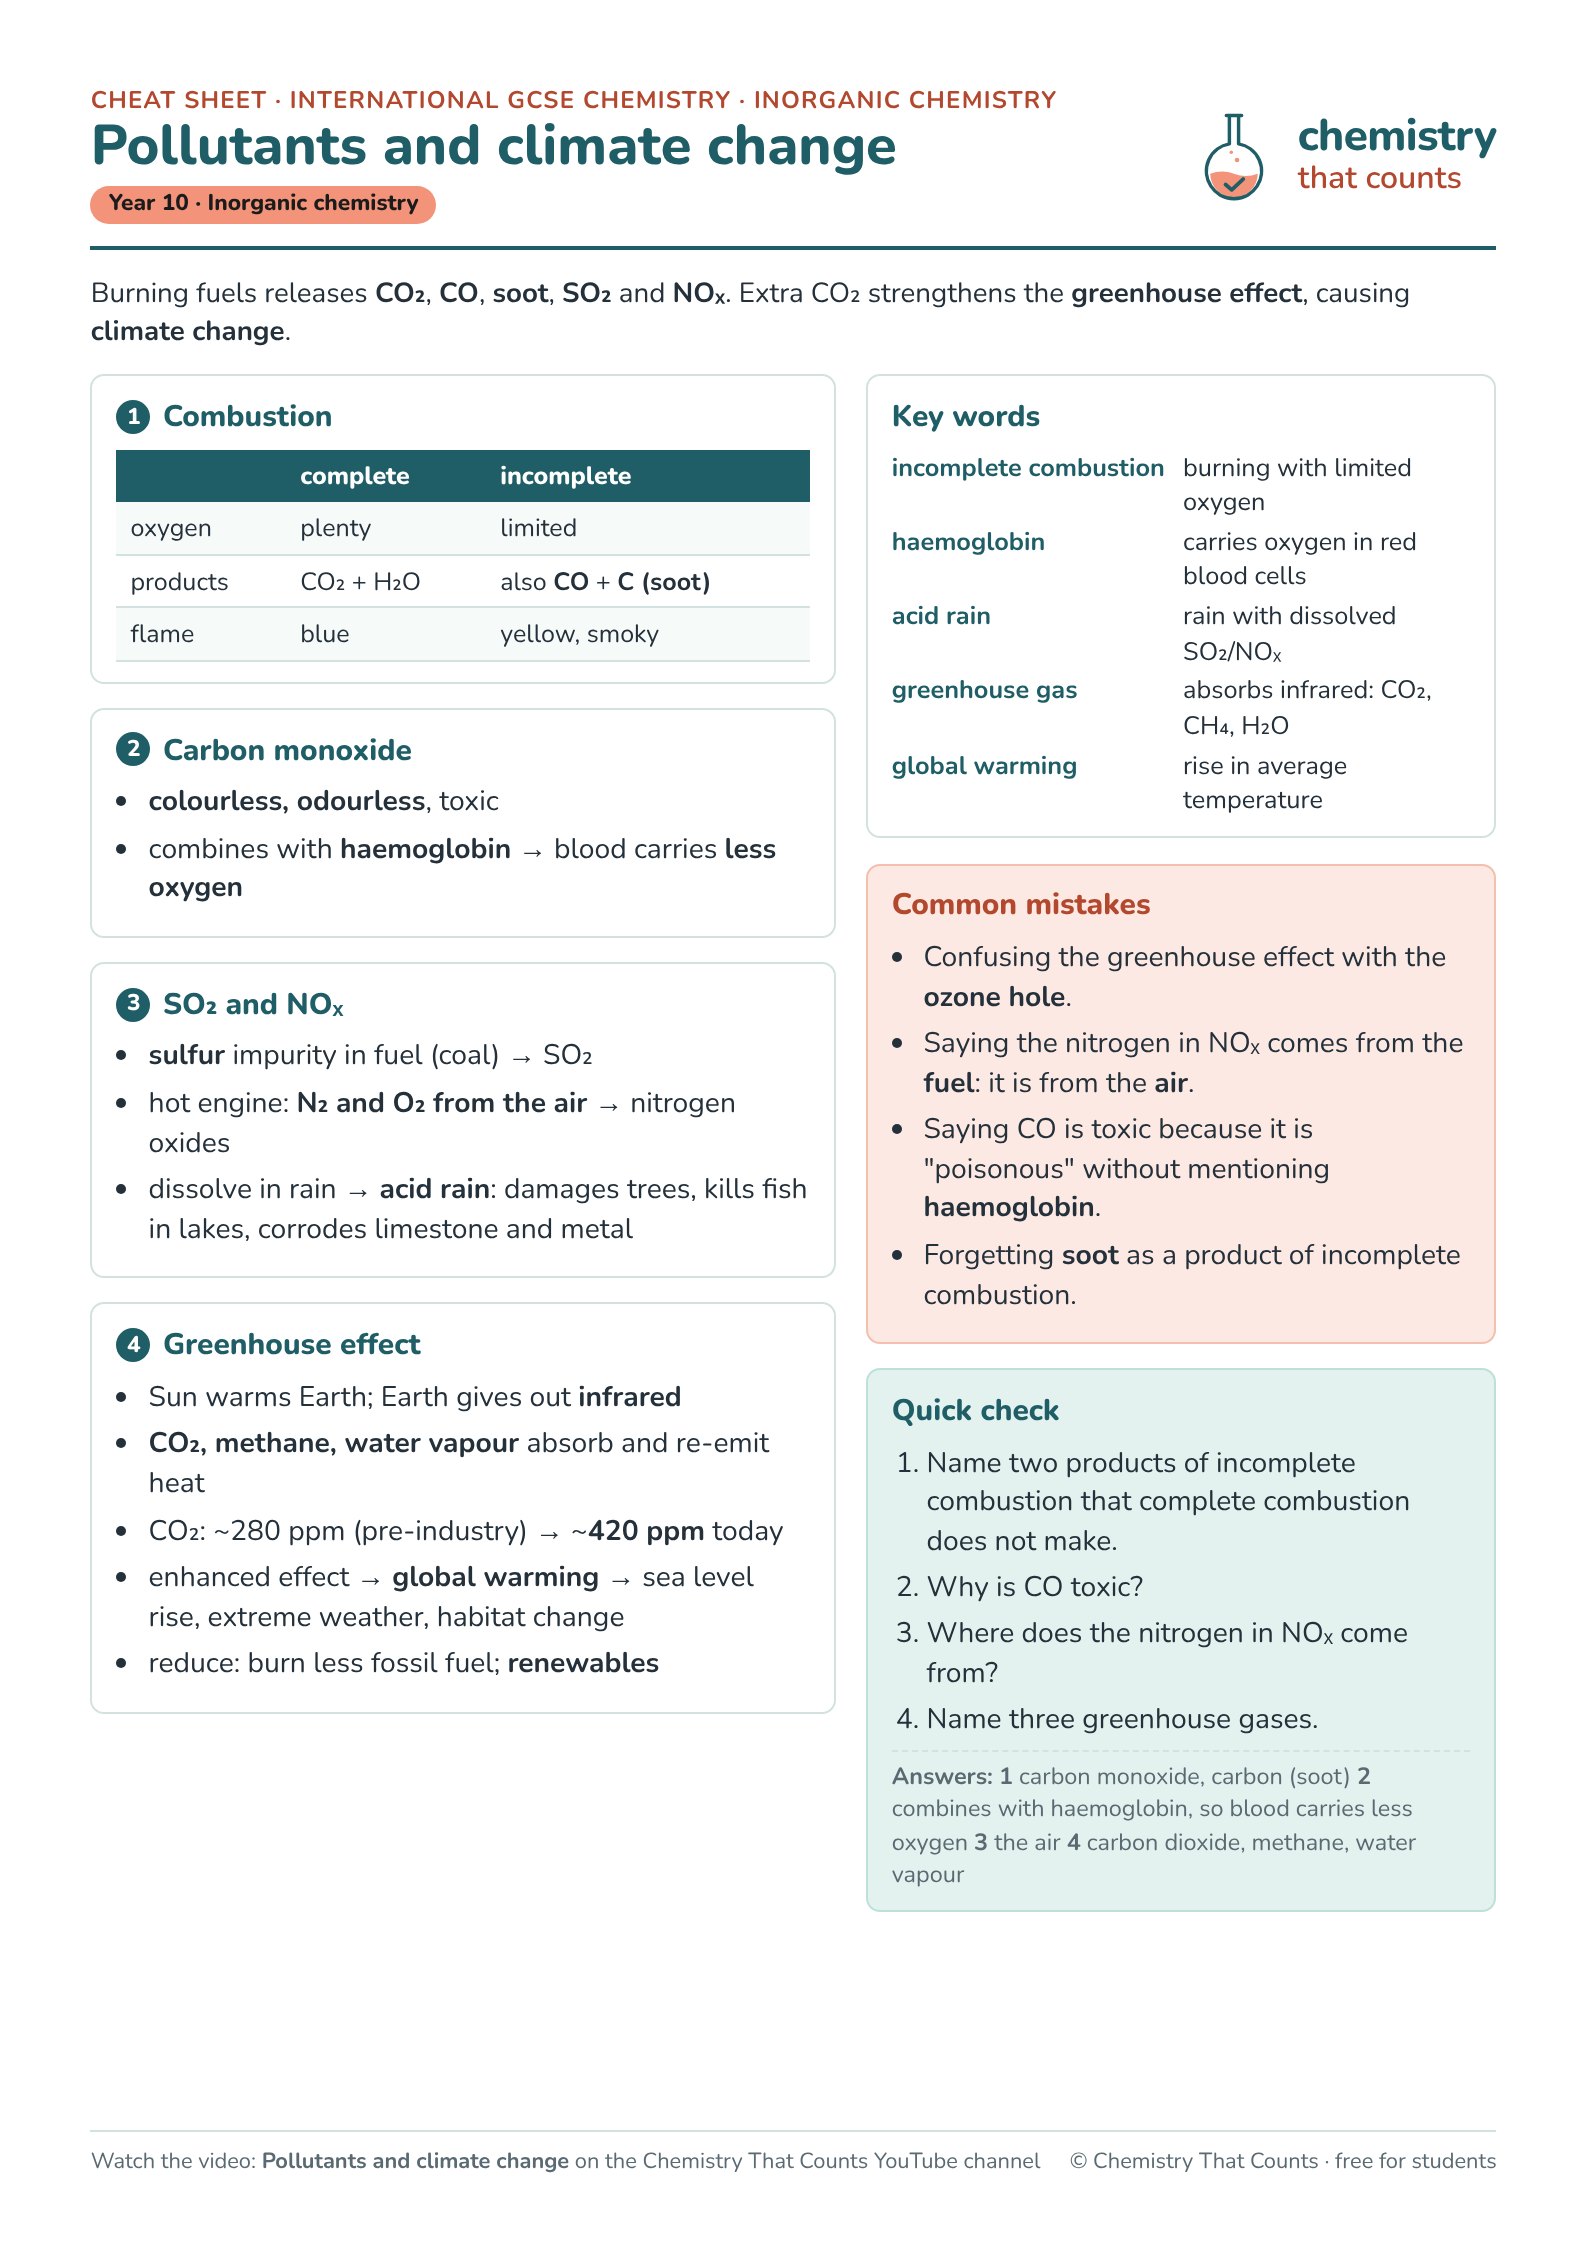 CHEAT SHEET · INTERNATIONAL GCSE CHEMISTRY · INORGANIC CHEMISTRY
Pollutants and climate change
Year 10 · Inorganic chemistry
chemistry
that counts
Burning fuels releases CO₂, CO, soot, SO₂ and NOₓ. Extra CO₂ strengthens the greenhouse effect, causing
climate change.
1 Combustion
complete incomplete
oxygen plenty limited
products CO₂ + H₂O also CO + C (soot)
flame blue yellow, smoky
2 Carbon monoxide
• colourless, odourless, toxic
• combines with haemoglobin → blood carries less
oxygen
3 SO₂ and NOₓ
• sulfur impurity in fuel (coal) → SO₂
• hot engine: N₂ and O₂ from the air → nitrogen
oxides
• dissolve in rain → acid rain: damages trees, kills fish
in lakes, corrodes limestone and metal
4 Greenhouse effect
• Sun warms Earth; Earth gives out infrared
• CO₂, methane, water vapour absorb and re-emit
heat
• CO₂: ~280 ppm (pre-industry) → ~420 ppm today
• enhanced effect → global warming → sea level
rise, extreme weather, habitat change
• reduce: burn less fossil fuel; renewables
Key words
incomplete combustion burning with limited
oxygen
haemoglobin carries oxygen in red
blood cells
acid rain rain with dissolved
SO₂/NOₓ
greenhouse gas absorbs infrared: CO₂,
CH₄, H₂O
global warming rise in average
temperature
Common mistakes
• Confusing the greenhouse effect with the
ozone hole.
• Saying the nitrogen in NOₓ comes from the
fuel: it is from the air.
• Saying CO is toxic because it is
"poisonous" without mentioning
haemoglobin.
• Forgetting soot as a product of incomplete
combustion.
Quick check
1. Name two products of incomplete
combustion that complete combustion
does not make.
2. Why is CO toxic?
3. Where does the nitrogen in NOₓ come
from?
4. Name three greenhouse gases.
Answers: 1 carbon monoxide, carbon (soot) 2
combines with haemoglobin, so blood carries less
oxygen 3 the air 4 carbon dioxide, methane, water
vapour
Watch the video: Pollutants and climate change on the Chemistry That Counts YouTube channel
© Chemistry That Counts · free for students